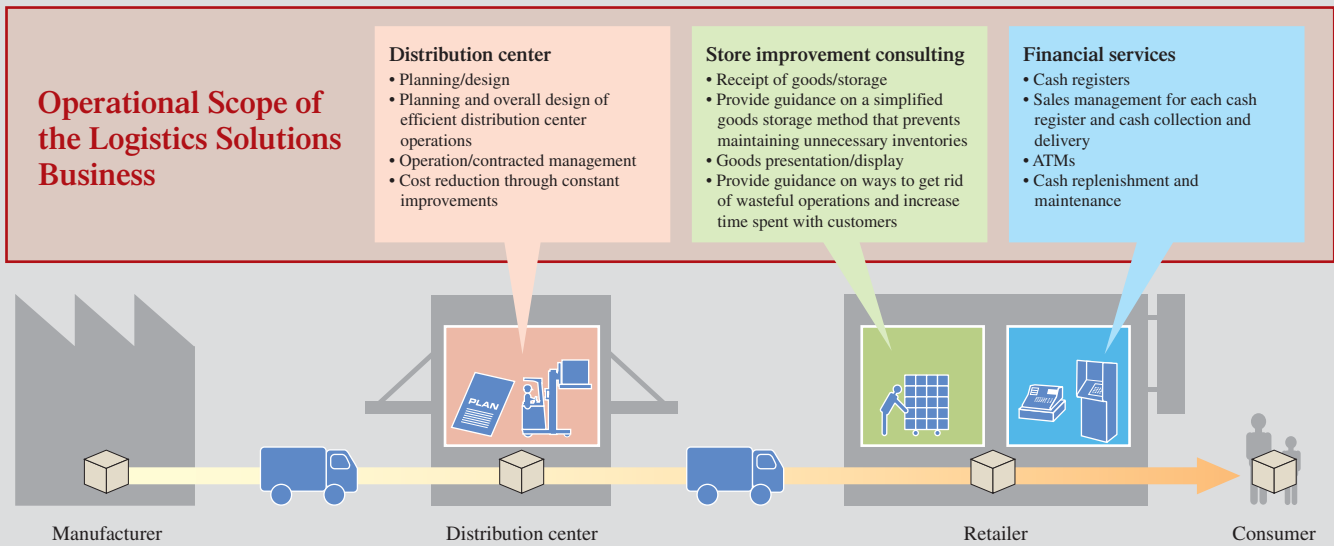 Operational Scope of
the Logistics Solutions
Business
Distribution center
• Planning/design
• Planning and overall design of
efficient distribution center
operations
• Operation/contracted management
• Cost reduction through constant
improvements
Store improvement consulting
• Receipt of goods/storage
• Provide guidance on a simplified
goods storage method that prevents
maintaining unnecessary inventories
• Goods presentation/display
• Provide guidance on ways to get rid
of wasteful operations and increase
time spent with customers
Financial services
• Cash registers
• Sales management for each cash
register and cash collection and
delivery
• ATMs
• Cash replenishment and
maintenance
PLAN
Manufacturer
Distribution center
Retailer
Consumer